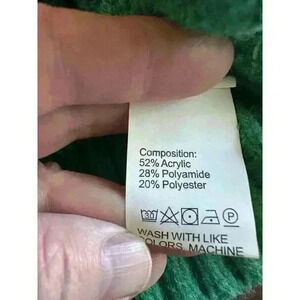 Composition:
52% Acrylic
28% Polyamide
20% Polyester
P
WASH WITH LIKE
COLORS, MACHINE